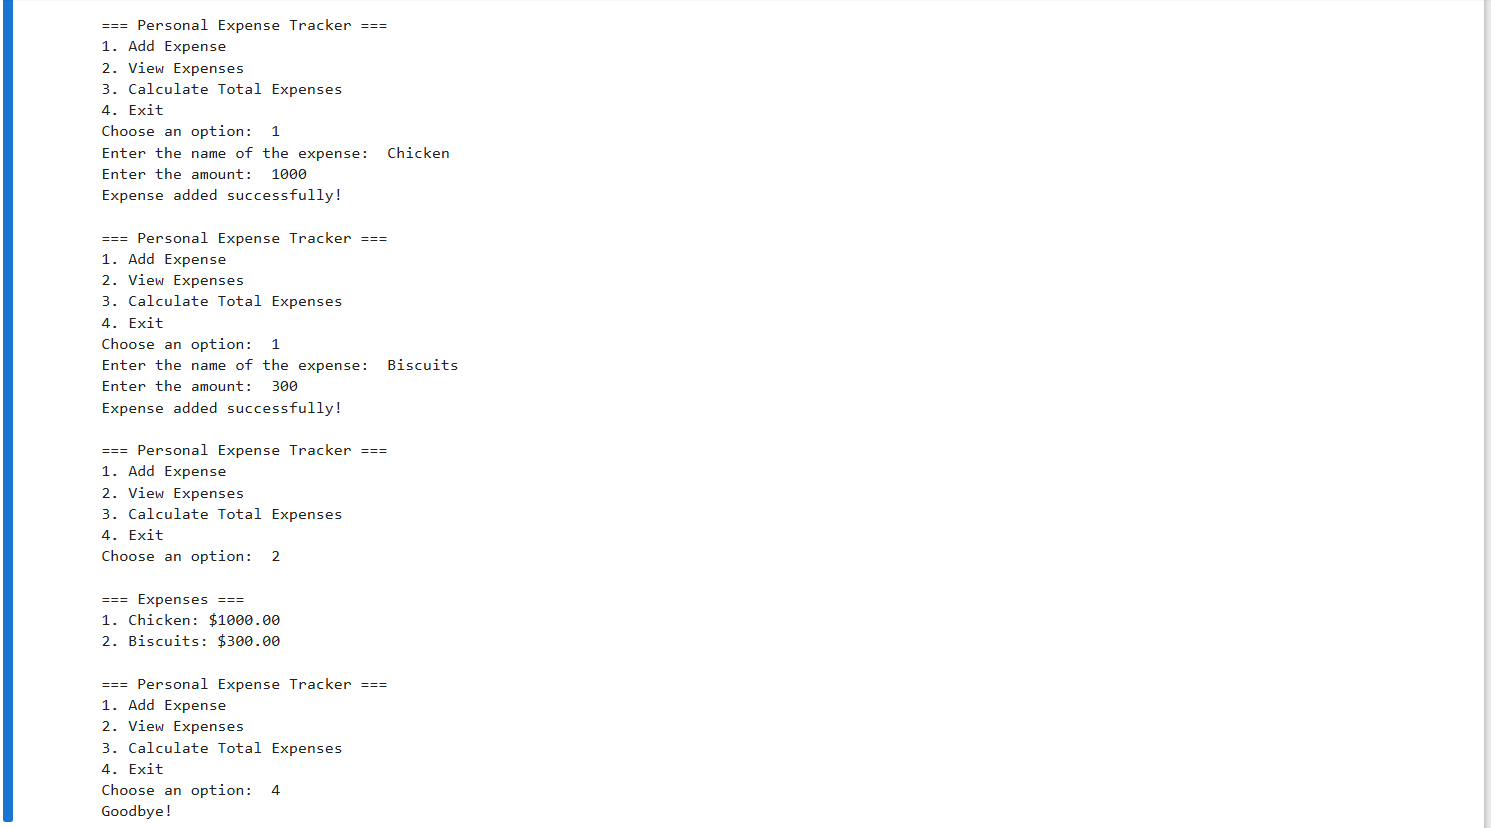 === Personal Expense Tracker ===
1. Add Expense
2. View Expenses
3. Calculate Total Expenses
4. Exit
Choose an option:  1
Enter the name of the expense:  Chicken
Enter the amount:  1000
Expense added successfully!

=== Personal Expense Tracker ===
1. Add Expense
2. View Expenses
3. Calculate Total Expenses
4. Exit
Choose an option:  1
Enter the name of the expense:  Biscuits
Enter the amount:  300
Expense added successfully!

=== Personal Expense Tracker ===
1. Add Expense
2. View Expenses
3. Calculate Total Expenses
4. Exit
Choose an option:  2

=== Expenses ===
1. Chicken: $1000.00
2. Biscuits: $300.00

=== Personal Expense Tracker ===
1. Add Expense
2. View Expenses
3. Calculate Total Expenses
4. Exit
Choose an option:  4
Goodbye!